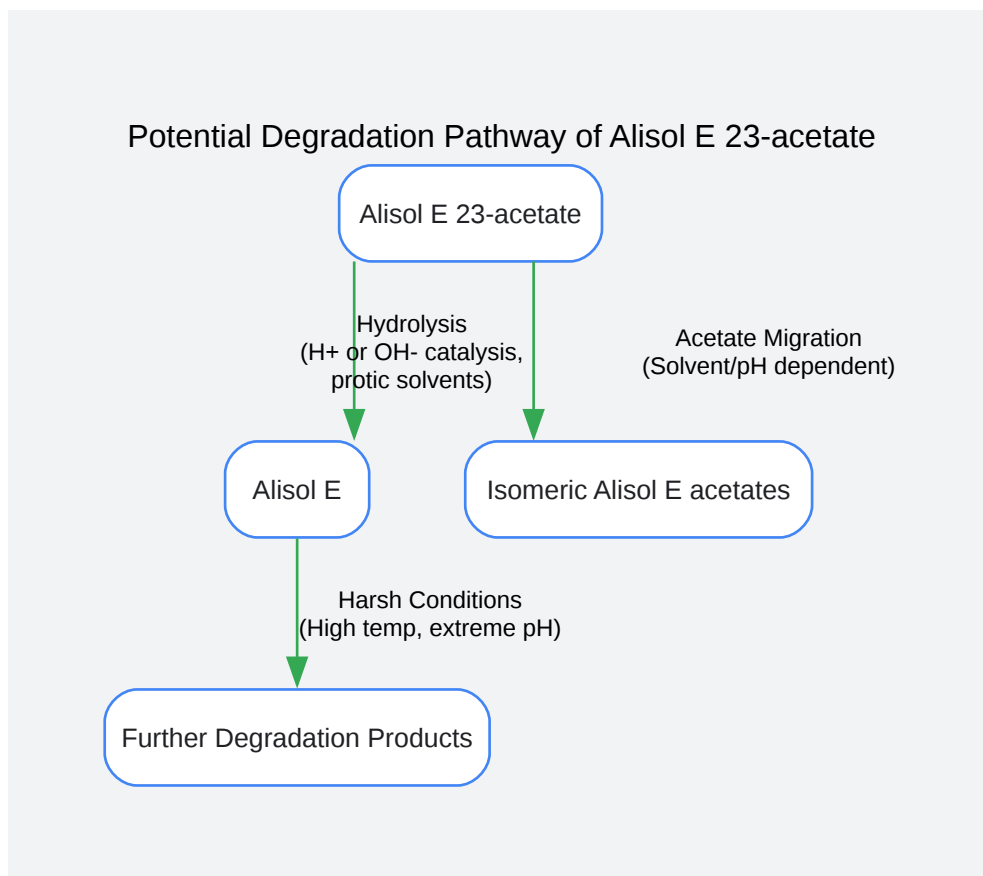 Potential Degradation Pathway of Alisol E 23-acetate
Alisol E 23-acetate
Hydrolysis
(H+ or OH- catalysis,
protic solvents)
Acetate Migration
(Solvent/pH dependent)
Alisol E
Isomeric Alisol E acetates
Harsh Conditions
(High temp, extreme pH)
Further Degradation Products